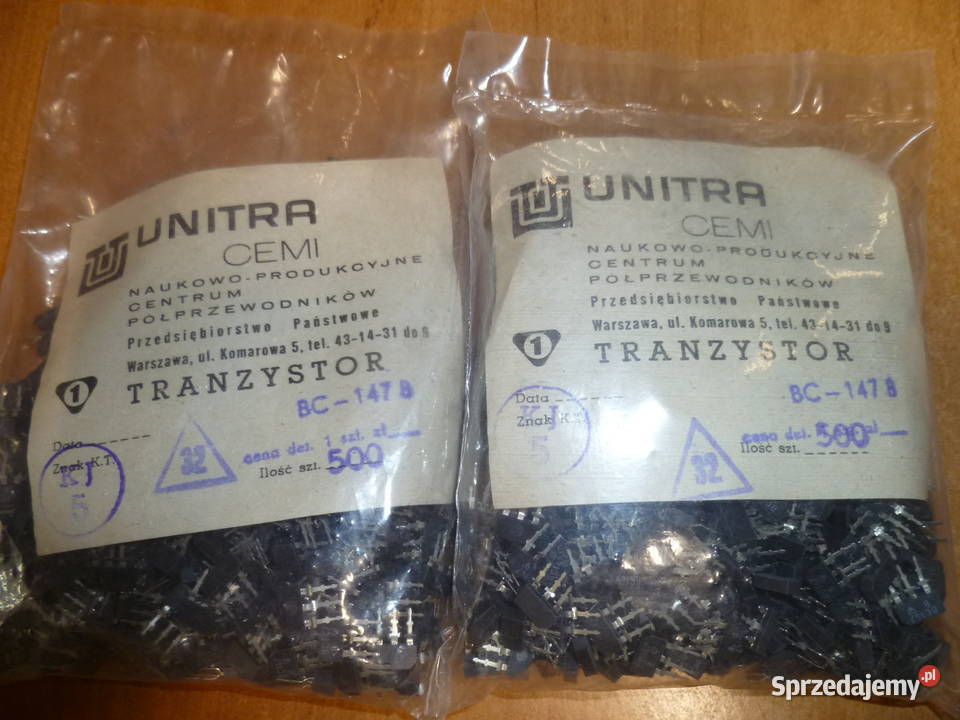 UNITRA
CEMI
NAUKOWO-PRODUKCYJNE
CENTRUM
PÓŁPRZEWODNIKÓW
Przedsiębiorstwo Państwowe
Warszawa, ul. Komarowa 5, tel. 43-14-31 do 9
1 TRANZYSTOR
BC-147 B
Data
Znak K.T.
KJ
5
32
cena det. 1 szt. zł
Ilość szt. 500
UNITRA
CEMI
NAUKOWO-PRODUKCYJNE
CENTRUM
PÓŁPRZEWODNIKÓW
Przedsiębiorstwo Państwowe
Warszawa, ul. Komarowa 5, tel. 43-14-31 do 9
1 TRANZYSTOR
BC-147 B
Data
Znak K.T.
KJ
5
32
cena det. zł
500
Ilość szt.
Sprzedajemy.pl